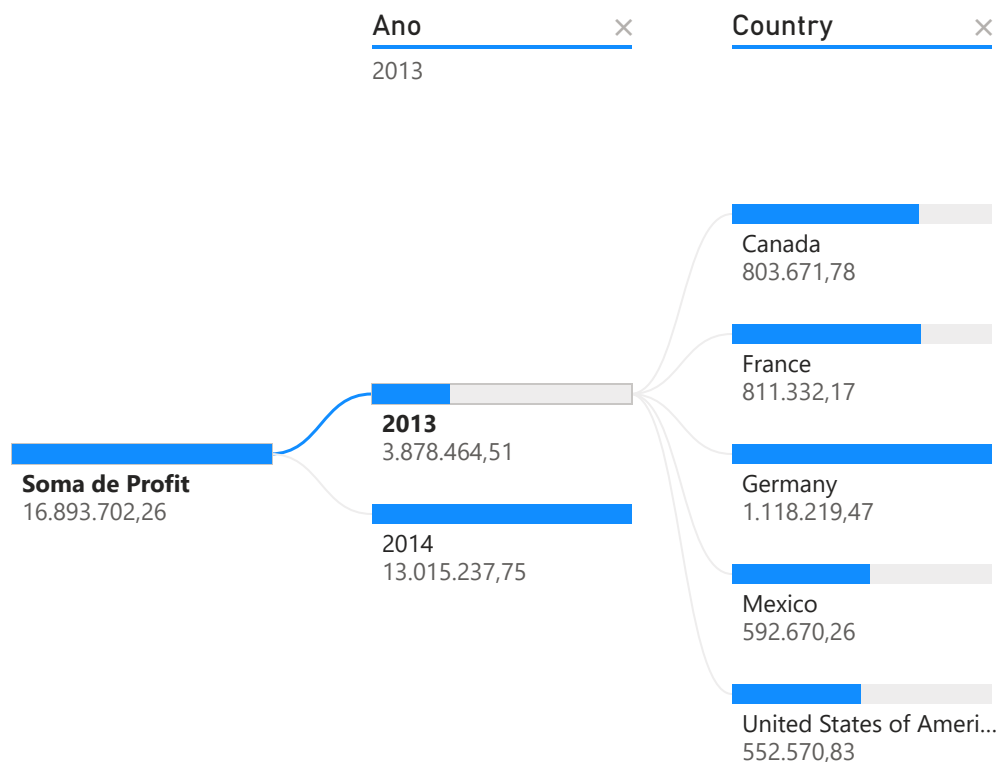 Ano
Country
2013
Canada
803.671,78
France
811.332,17
2013
3.878.464,51
Soma de Profit
16.893.702,26
Germany
1.118.219,47
2014
13.015.237,75
Mexico
592.670,26
United States of Ameri...
552.570,83